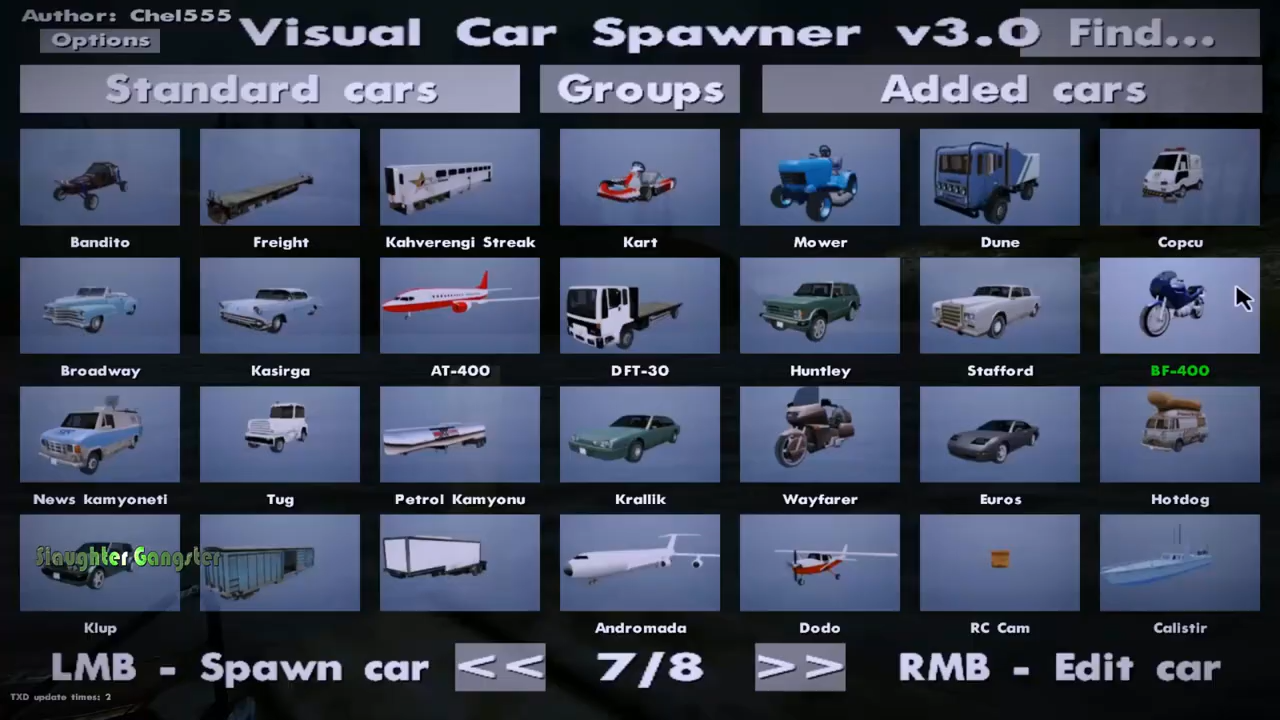 Author: Chel555
Options
Visual Car Spawner v3.0
Find...
Standard cars
Groups
Added cars
Bandito
Freight
Kahverengi Streak
Kart
Mower
Dune
Copcu
Broadway
Kasirga
AT-400
DFT-30
Huntley
Stafford
BF-400
News kamyoneti
Tug
Petrol Kamyonu
Krallik
Wayfarer
Euros
Hotdog
Slaughter Gangster
Klup
Andromada
Dodo
RC Cam
Calistir
LMB - Spawn car
<<
7/8
>>
RMB - Edit car
TXD update times: 2